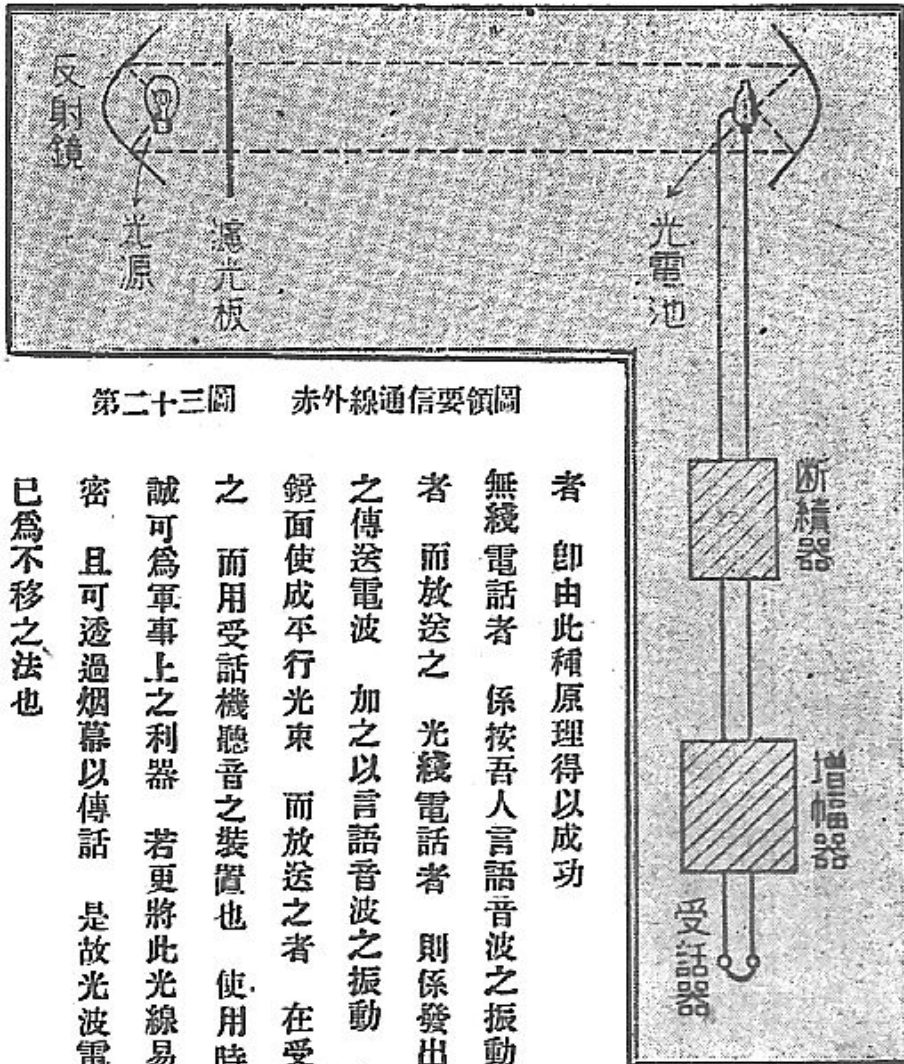 反射鏡
光源
濾光板
光電池
断續器
增幅器
受話器
第二十三圖　赤外線通信要領圖
者　卽由此種原理得以成功
無綫電話者　係按吾人言語音波之振動
者　而放送之　光綫電話者　則係發出
之傳送電波　加之以言語音波之振動
鏡面使成平行光束　而放送之者　在受
之　而用受話機聽音之裝置也　使用時
誠可爲軍事上之利器　若更將此光線易
密　且可透過烟幕以傳話　是故光波電
已爲不移之法也